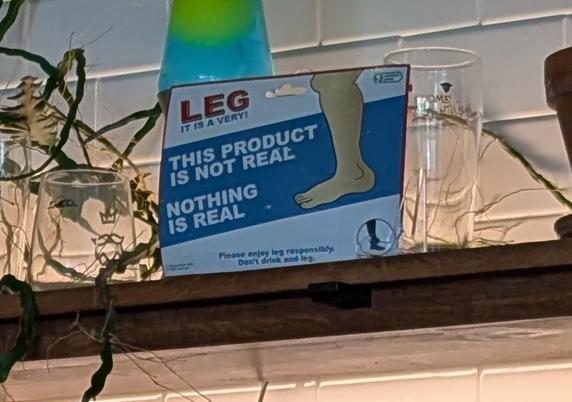 LEG
IT IS A VERY!
THIS PRODUCT
IS NOT REAL
NOTHING
IS REAL
Please enjoy leg responsibly.
Don't drink and leg.